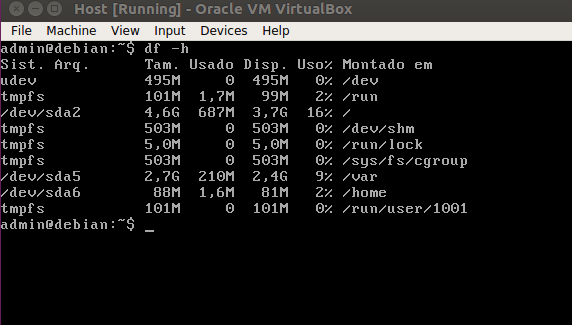 Host [Running] - Oracle VM VirtualBox
File Machine View Input Devices Help
admin@debian:~$ df -h
Sist. Arq. Tam. Usado Disp. Uso% Montado em
udev 495M 0 495M 0% /dev
tmpfs 101M 1,7M 99M 2% /run
/dev/sda2 4,6G 687M 3,7G 16% /
tmpfs 503M 0 503M 0% /dev/shm
tmpfs 5,0M 0 5,0M 0% /run/lock
tmpfs 503M 0 503M 0% /sys/fs/cgroup
/dev/sda5 2,7G 210M 2,4G 9% /var
/dev/sda6 88M 1,6M 81M 2% /home
tmpfs 101M 0 101M 0% /run/user/1001
admin@debian:~$ _